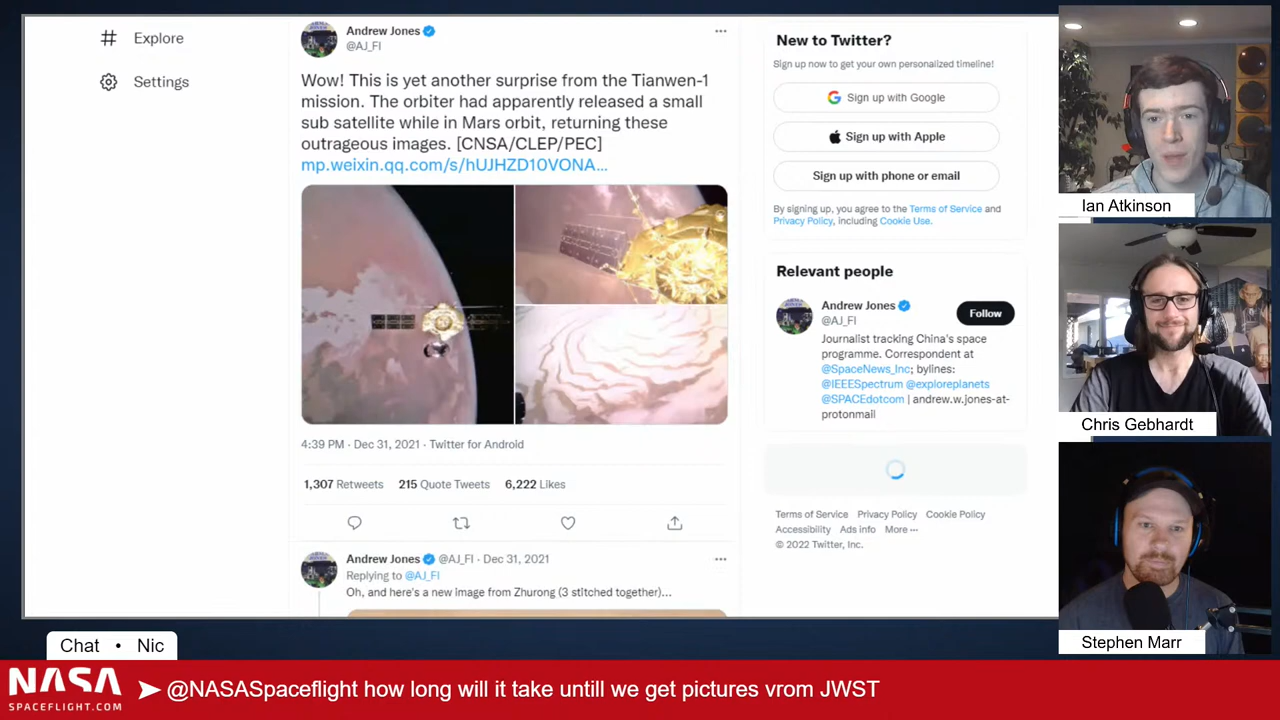 Explore
Settings
Andrew Jones
@AJ_FI
Wow! This is yet another surprise from the Tianwen-1
mission. The orbiter had apparently released a small
sub satellite while in Mars orbit, returning these
outrageous images. [CNSA/CLEP/PEC]
mp.weixin.qq.com/s/hUJHZD10VONA...
4:39 PM · Dec 31, 2021 · Twitter for Android
1,307 Retweets 215 Quote Tweets 6,222 Likes
Andrew Jones @AJ_FI · Dec 31, 2021
Replying to @AJ_FI
Oh, and here's a new image from Zhurong (3 stitched together)...
New to Twitter?
Sign up now to get your own personalized timeline!
Sign up with Google
Sign up with Apple
Sign up with phone or email
By signing up, you agree to the Terms of Service and
Privacy Policy, including Cookie Use.
Relevant people
Andrew Jones
@AJ_FI
Follow
Journalist tracking China's space
programme. Correspondent at
@SpaceNews_Inc; bylines:
@IEEESpectrum @exploreplanets
@SPACEdotcom | andrew.w.jones-at-
protonmail
Terms of Service Privacy Policy Cookie Policy
Accessibility Ads info More ···
© 2022 Twitter, Inc.
Ian Atkinson
Chris Gebhardt
Stephen Marr
Chat • Nic
NASA
SPACEFLIGHT.COM
@NASASpaceflight how long will it take untill we get pictures vrom JWST